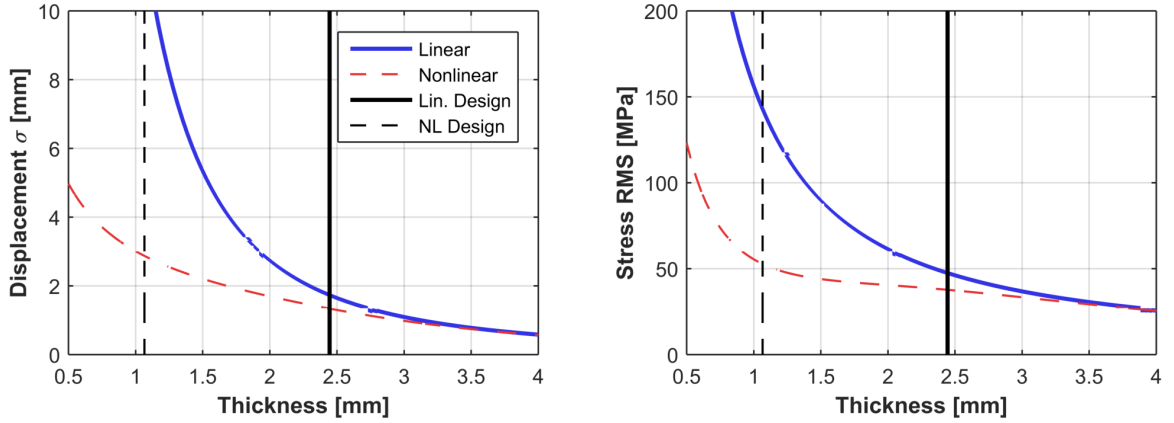 Displacement σ [mm]
10
8
6
4
2
0
0.5 1 1.5 2 2.5 3 3.5 4
Thickness [mm]
Linear
Nonlinear
Lin. Design
NL Design
Stress RMS [MPa]
200
150
100
50
0
0.5 1 1.5 2 2.5 3 3.5 4
Thickness [mm]